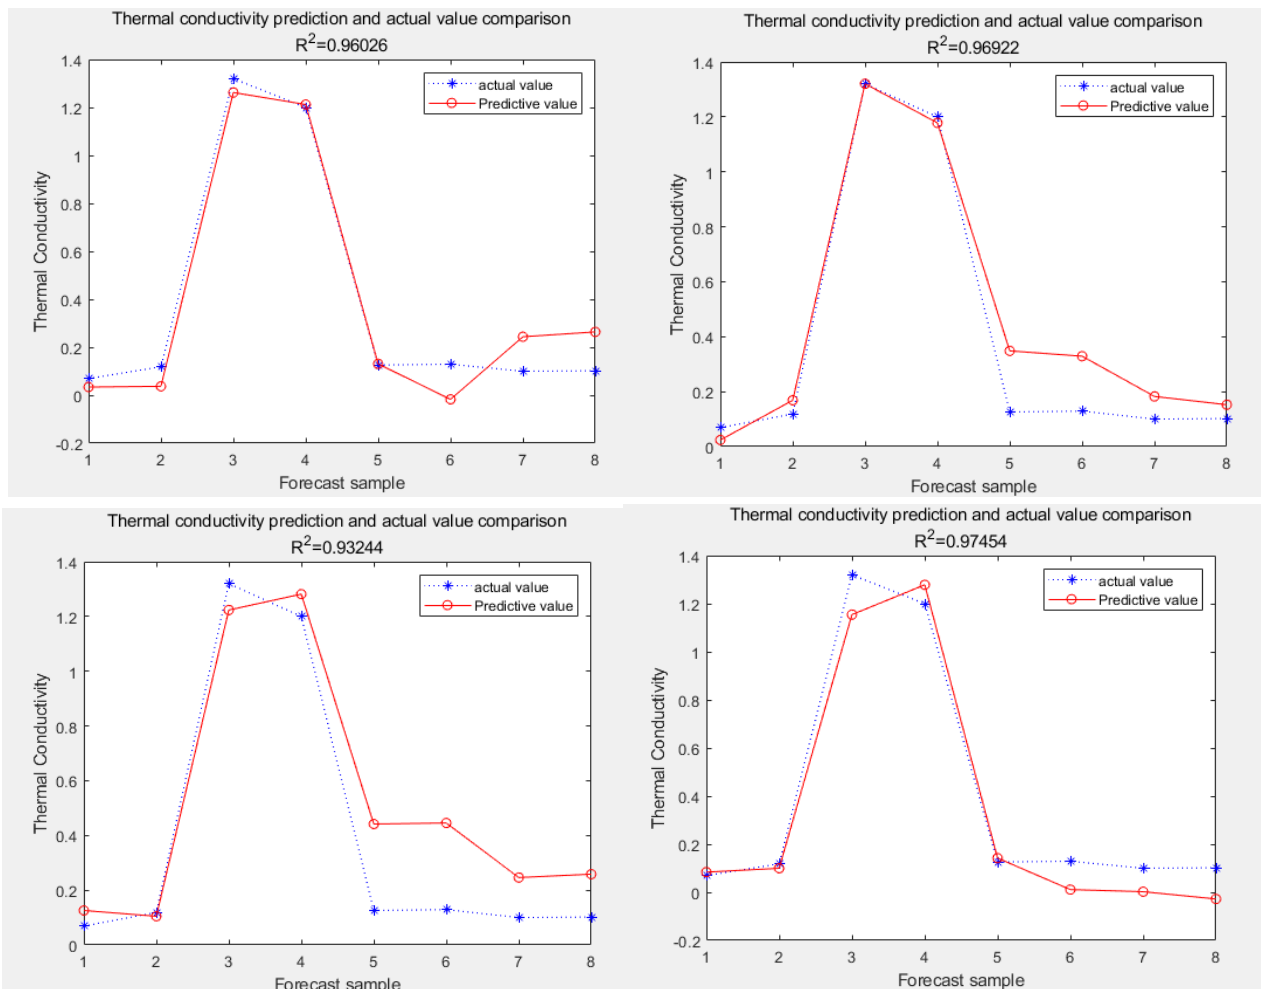 Thermal conductivity prediction and actual value comparison
R²=0.96026
1.4
1.2
1
0.8
0.6
0.4
0.2
0
-0.2
Thermal Conductivity
actual value
Predictive value
1 2 3 4 5 6 7 8
Forecast sample
Thermal conductivity prediction and actual value comparison
R²=0.96922
1.4
1.2
1
0.8
0.6
0.4
0.2
0
Thermal Conductivity
actual value
Predictive value
1 2 3 4 5 6 7 8
Forecast sample
Thermal conductivity prediction and actual value comparison
R²=0.93244
1.4
1.2
1
0.8
0.6
0.4
0.2
0
Thermal Conductivity
actual value
Predictive value
1 2 3 4 5 6 7 8
Forecast sample
Thermal conductivity prediction and actual value comparison
R²=0.97454
1.4
1.2
1
0.8
0.6
0.4
0.2
0
-0.2
Thermal Conductivity
actual value
Predictive value
1 2 3 4 5 6 7 8
Forecast sample